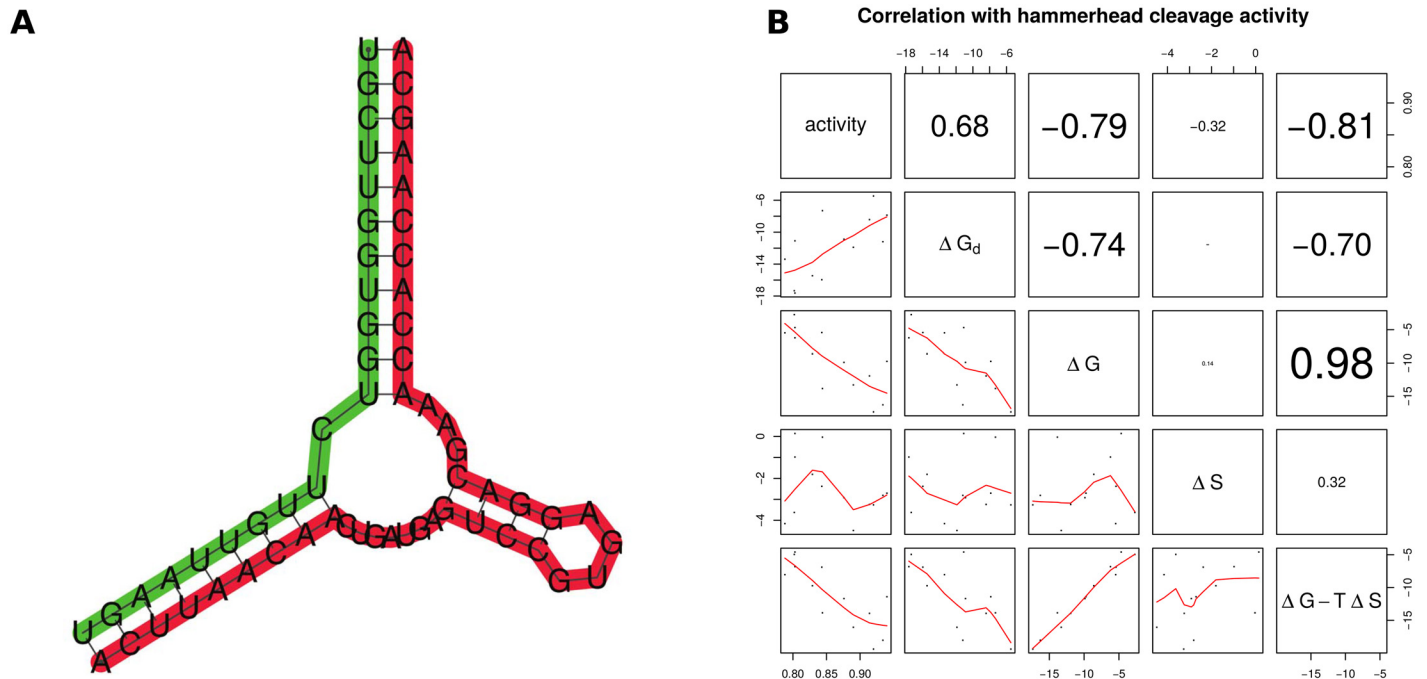 A
U A
G C
C G
U A
U A
G C
G C
U A
G C
G C
U A A A G
C
U U G U U A A G U
A C U U A A C A A C U G A U G A G U C C G U G A G G A C
B
Correlation with hammerhead cleavage activity
−18 −14 −10 −6
−4 −2 0
activity 0.68 −0.79 −0.32 −0.81
0.80 0.90
−18 −14 −10 −6
Δ Gd −0.74 - −0.70
Δ G 0.14 0.98
−15 −10 −5
−4 −2 0
Δ S 0.32
Δ G − T Δ S
−15 −10 −5
0.80 0.85 0.90
−15 −10 −5
−15 −10 −5